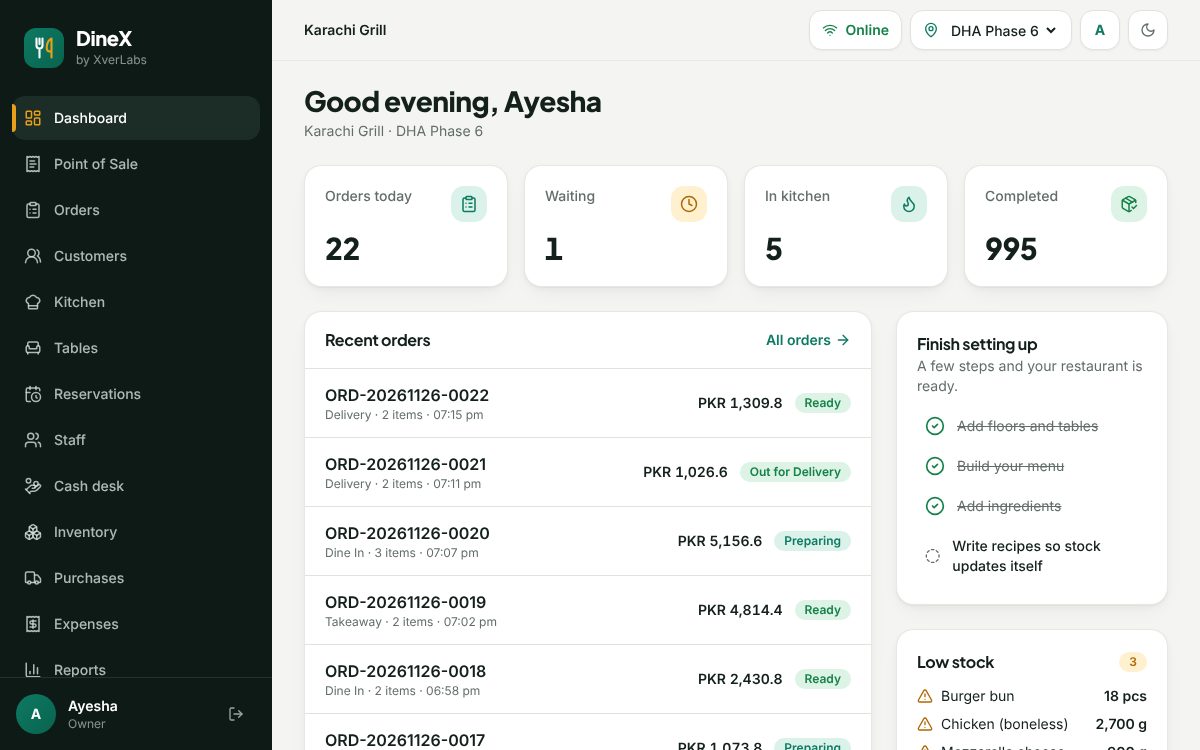 DineX
by XverLabs
Dashboard
Point of Sale
Orders
Customers
Kitchen
Tables
Reservations
Staff
Cash desk
Inventory
Purchases
Expenses
Reports
A
Ayesha
Owner
Karachi Grill
Online
DHA Phase 6
A
Good evening, Ayesha
Karachi Grill · DHA Phase 6
Orders today
22
Waiting
1
In kitchen
5
Completed
995
Recent orders
All orders →
ORD-20261126-0022
Delivery · 2 items · 07:15 pm
PKR 1,309.8
Ready
ORD-20261126-0021
Delivery · 2 items · 07:11 pm
PKR 1,026.6
Out for Delivery
ORD-20261126-0020
Dine In · 3 items · 07:07 pm
PKR 5,156.6
Preparing
ORD-20261126-0019
Takeaway · 2 items · 07:02 pm
PKR 4,814.4
Ready
ORD-20261126-0018
Dine In · 2 items · 06:58 pm
PKR 2,430.8
Ready
ORD-20261126-0017
PKR 1,073.8
Preparing
Finish setting up
A few steps and your restaurant is
ready.
Add floors and tables
Build your menu
Add ingredients
Write recipes so stock
updates itself
Low stock
3
Burger bun
18 pcs
Chicken (boneless)
2,700 g
Mozzarella cheese